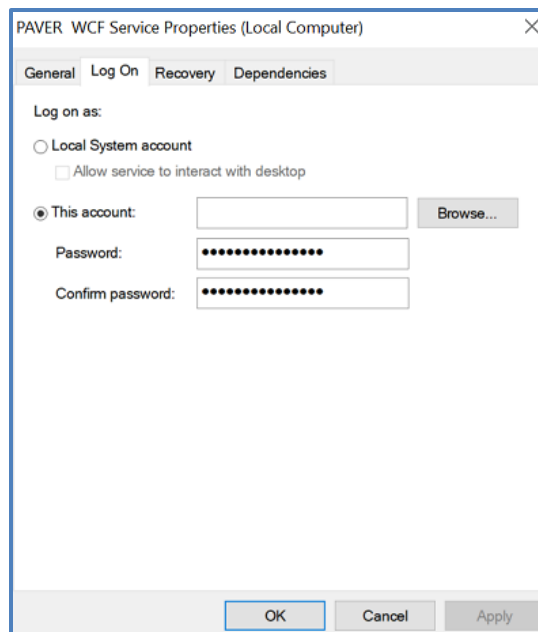 PAVER WCF Service Properties (Local Computer)
General Log On Recovery Dependencies
Log on as:
Local System account
Allow service to interact with desktop
This account:
Browse...
Password: ●●●●●●●●●●●●●●●
Confirm password: ●●●●●●●●●●●●●●●
OK Cancel Apply